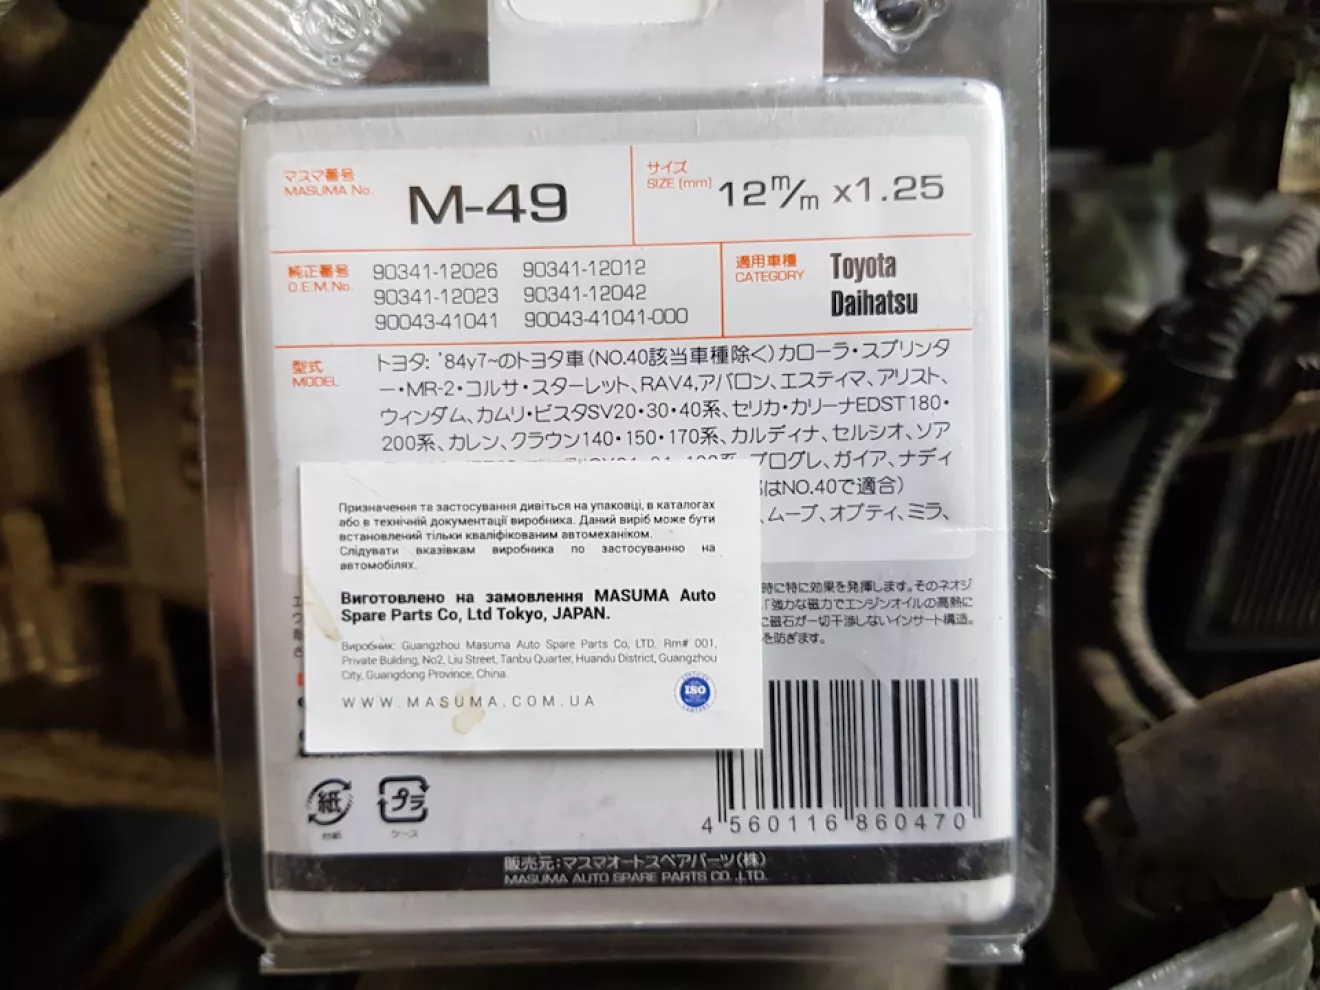 マスマ番号
MASUMA No.
M-49
サイズ
SIZE (mm)
12m/m x1.25
純正番号
O.E.M.No.
90341-12026 90341-12012
90341-12023 90341-12042
90043-41041 90043-41041-000
適用車種
CATEGORY
Toyota
Daihatsu
型式
MODEL
トヨタ: '84y7~のトヨタ車(NO.40該当車種除く)カローラ・スプリンタ
ー・MR-2・コルサ・スターレット、RAV4,アバロン、エスティマ、アリスト、
ウィンダム、カムリ・ビスタSV20・30・40系、セリカ・カリーナEDST180・
200系、カレン、クラウン140・150・170系、カルディナ、セルシオ、ソア
プログレ、ガイア、ナディ
はNO.40で適合)
、ムーブ、オプティ、ミラ、
Призначення та застосування дивіться на упаковці, в каталогах
або в технічній документації виробника. Даний виріб може бути
встановлений тільки кваліфікованим автомеханіком.
Слідувати вказівкам виробника по застосуванню на
автомобілях.
Виготовлено на замовлення MASUMA Auto
Spare Parts Co, Ltd Tokyo, JAPAN.
Виробник: Guangzhou Masuma Auto Spare Parts Co, LTD. Rm# 001,
Private Bulding, No2, Liu Street, Tanbu Quarter, Huandu District, Guangzhou
City, Guangdong Province, China.
WWW.MASUMA.COM.UA
ISO
時に特に効果を発揮します。そのネオジ
「強力な磁力でエンジンオイルの高熱に
に磁石が一切干渉しないインサート構造。
を防ぎます。
紙
プラ
ケース
4 560116 860470
販売元:マスマオートスペアパーツ(株)
MASUMA AUTO SPARE PARTS CO.,LTD.